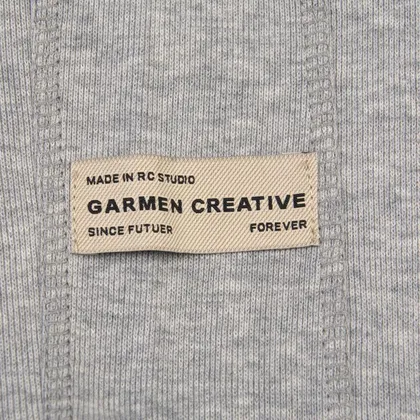 MADE IN RC STUDIO
GARMEN CREATIVE
SINCE FUTUER FOREVER